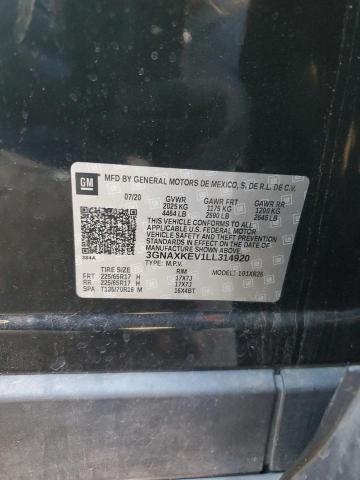 GM
MFD BY GENERAL MOTORS DE MEXICO, S. DE R.L. DE C.V.
07/20 GVWR GAWR FRT GAWR RR
2025 KG 1175 KG 1200 KG
4464 LB 2590 LB 2645 LB
THIS VEHICLE CONFORMS TO ALL APPLICABLE
U.S. FEDERAL MOTOR VEHICLE SAFETY AND
THEFT PREVENTION STANDARDS IN EFFECT ON
THE DATE OF MANUFACTURE SHOWN ABOVE.
3GNAXKEV1LL314920
384A TYPE: M.P.V. MODEL: 101XR26
TIRE SIZE RIM
FRT 225/65R17 H 17X7J
RR 225/65R17 H 17X7J
SPA T135/70R16 M 16X4BT